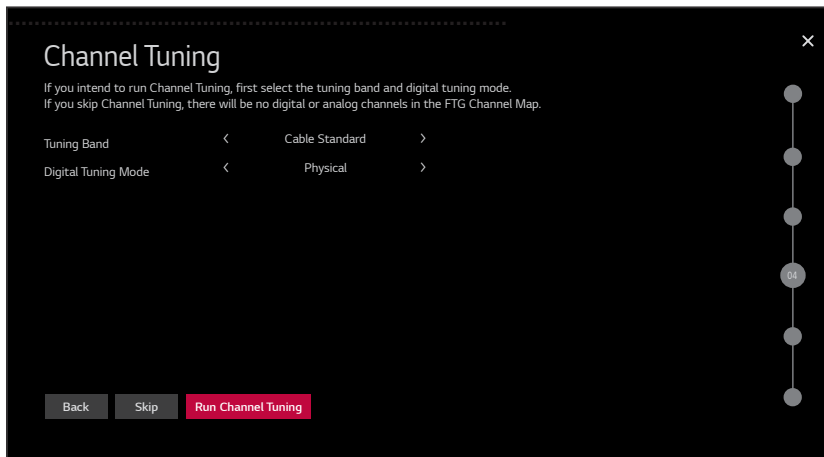 Channel Tuning
If you intend to run Channel Tuning, first select the tuning band and digital tuning mode.
If you skip Channel Tuning, there will be no digital or analog channels in the FTG Channel Map.
Tuning Band < Cable Standard >
Digital Tuning Mode < Physical >
04
Back Skip Run Channel Tuning